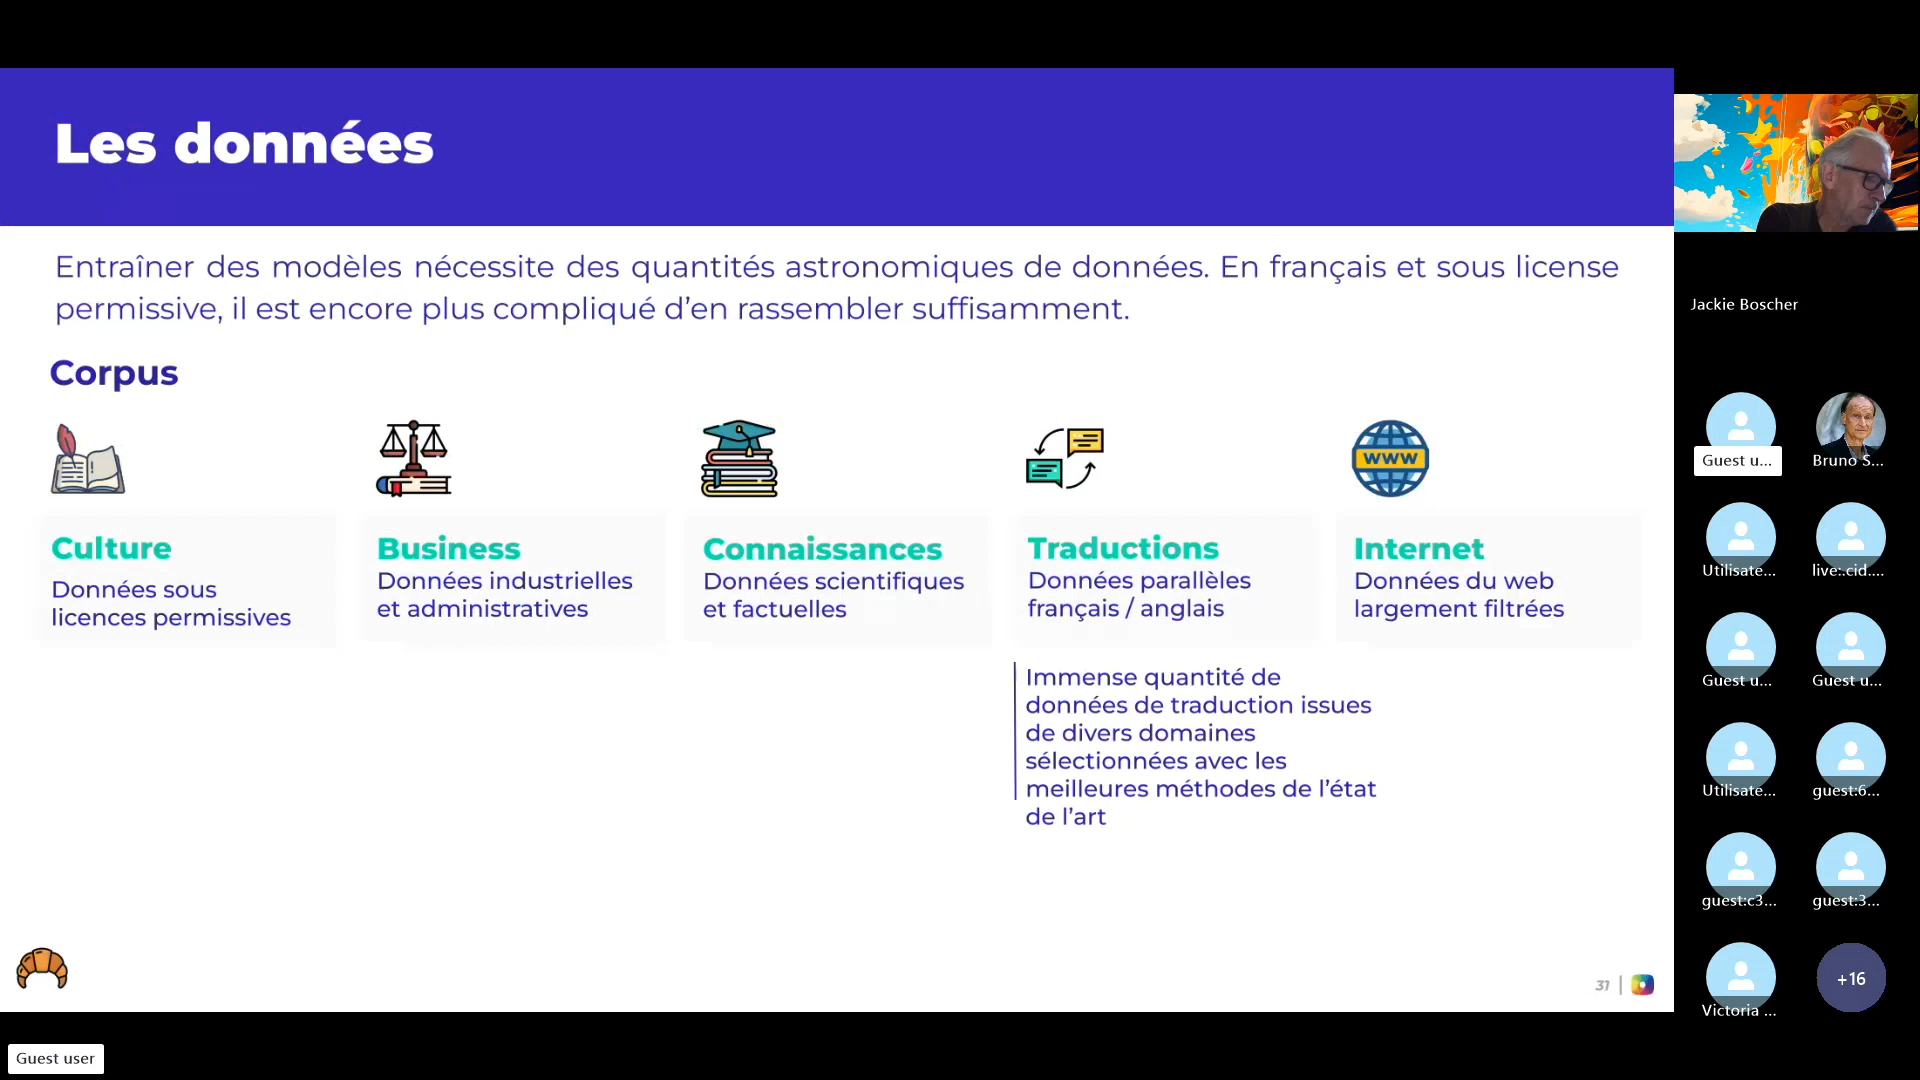 Les données
Entraîner des modèles nécessite des quantités astronomiques de données. En français et sous license
permissive, il est encore plus compliqué d’en rassembler suffisamment.
Corpus
Culture
Données sous
licences permissives
Business
Données industrielles
et administratives
Connaissances
Données scientifiques
et factuelles
Traductions
Données parallèles
français / anglais
WWW
Internet
Données du web
largement filtrées
Immense quantité de
données de traduction issues
de divers domaines
sélectionnées avec les
meilleures méthodes de l’état
de l’art
31
Guest user
Jackie Boscher
Guest u...
Bruno S...
Utilisate...
live:.cid....
Guest u...
Guest u...
Utilisate...
guest:6...
guest:c3...
guest:3...
Victoria ...
+16